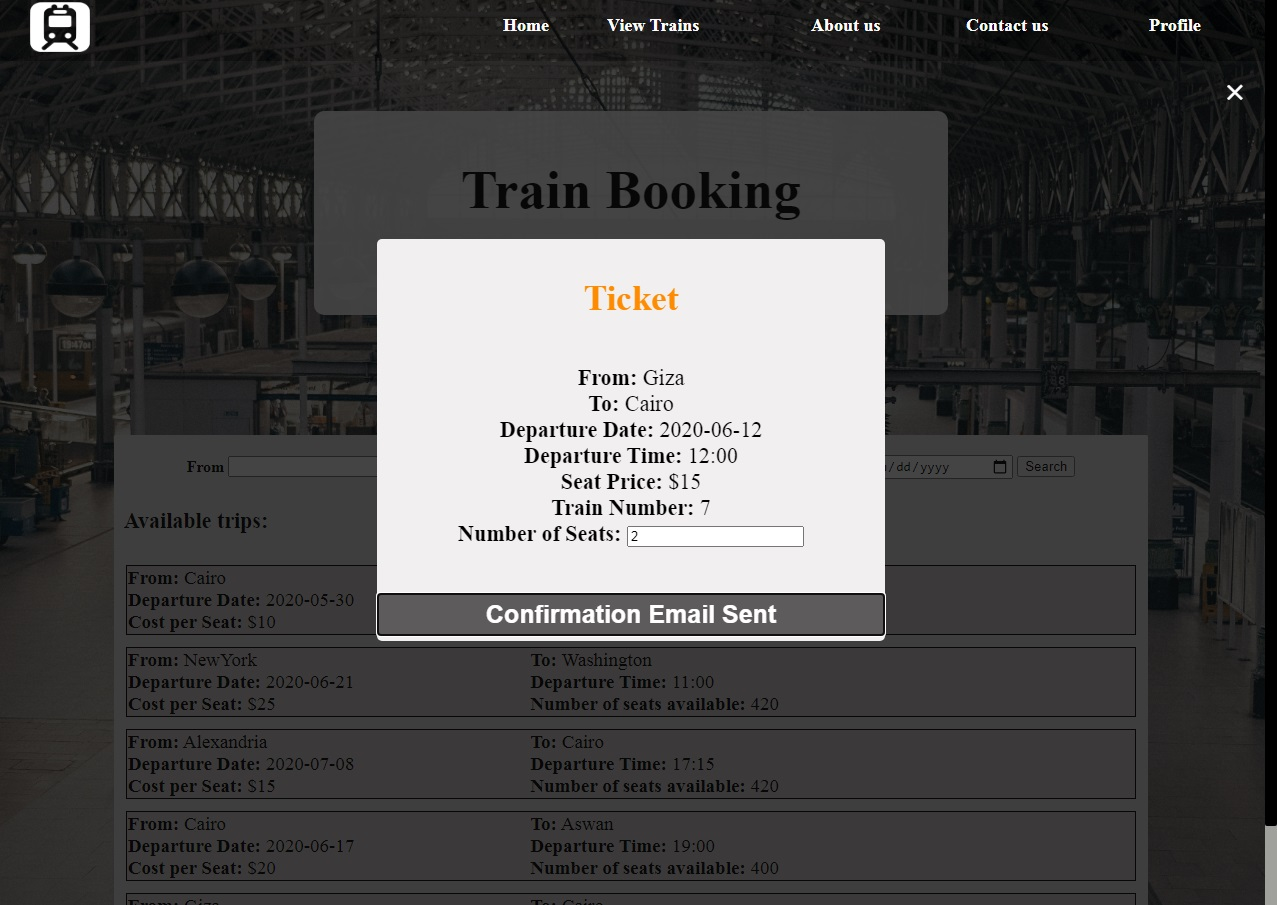 Home View Trains About us Contact us Profile
Train Booking
Ticket
From: Giza
To: Cairo
Departure Date: 2020-06-12
Departure Time: 12:00
Seat Price: $15
Train Number: 7
Number of Seats: 2
Confirmation Email Sent
From /dd/yyyy Search
Available trips:
From: Cairo
Departure Date: 2020-05-30
Cost per Seat: $10
From: NewYork To: Washington
Departure Date: 2020-06-21 Departure Time: 11:00
Cost per Seat: $25 Number of seats available: 420
From: Alexandria To: Cairo
Departure Date: 2020-07-08 Departure Time: 17:15
Cost per Seat: $15 Number of seats available: 420
From: Cairo To: Aswan
Departure Date: 2020-06-17 Departure Time: 19:00
Cost per Seat: $20 Number of seats available: 400
From: Giza To: Cairo